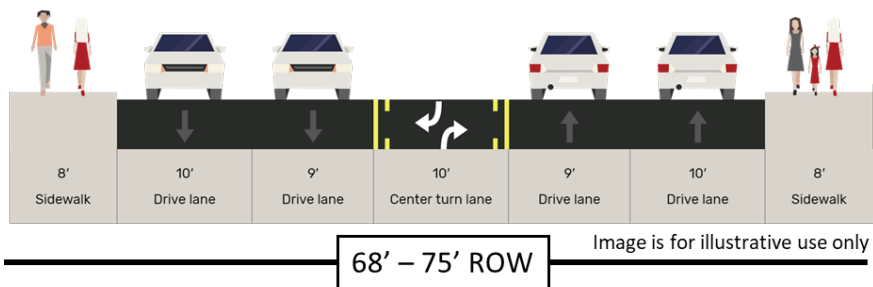 8’
Sidewalk
10’
Drive lane
9’
Drive lane
10’
Center turn lane
9’
Drive lane
10’
Drive lane
8’
Sidewalk
Image is for illustrative use only
68’ – 75’ ROW